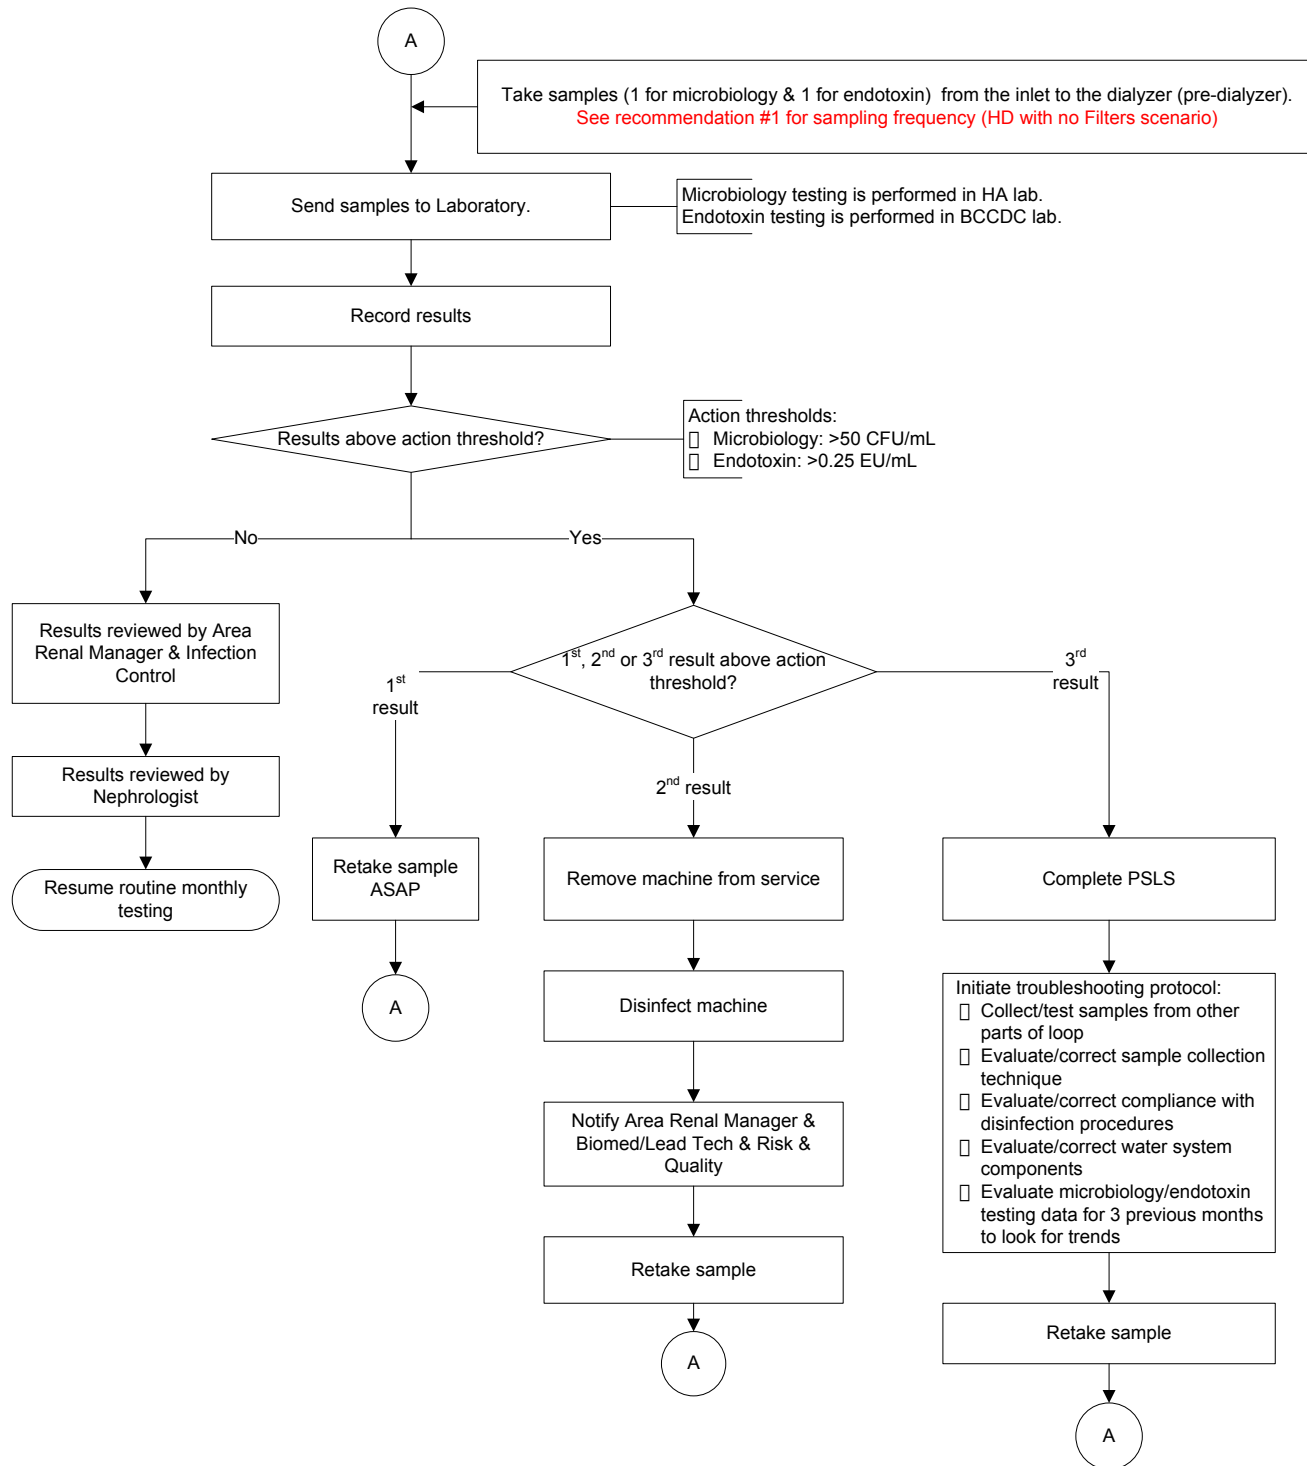 A
Take samples (1 for microbiology & 1 for endotoxin) from the inlet to the dialyzer (pre-dialyzer).
See recommendation #1 for sampling frequency (HD with no Filters scenario)
Send samples to Laboratory.
Microbiology testing is performed in HA lab.
Endotoxin testing is performed in BCCDC lab.
Record results
Results above action threshold?
Action thresholds:
Microbiology: >50 CFU/mL
Endotoxin: >0.25 EU/mL
No
Yes
Results reviewed by Area
Renal Manager & Infection
Control
Results reviewed by
Nephrologist
Resume routine monthly
testing
1st, 2nd or 3rd result above action
threshold?
1st
result
Retake sample
ASAP
A
2nd result
Remove machine from service
Disinfect machine
Notify Area Renal Manager &
Biomed/Lead Tech & Risk &
Quality
Retake sample
A
3rd
result
Complete PSLS
Initiate troubleshooting protocol:
Collect/test samples from other
parts of loop
Evaluate/correct sample collection
technique
Evaluate/correct compliance with
disinfection procedures
Evaluate/correct water system
components
Evaluate microbiology/endotoxin
testing data for 3 previous months
to look for trends
Retake sample
A